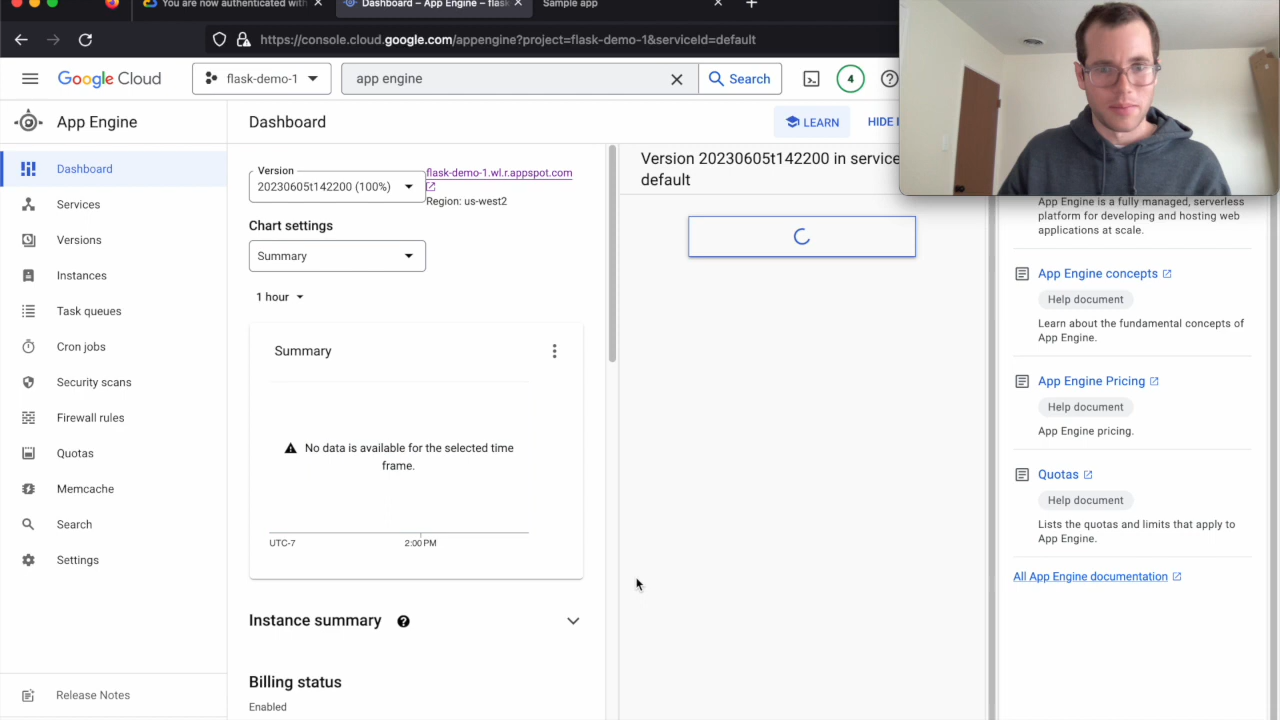 You are now authenticated with
Dashboard – App Engine – flask
Sample app
https://console.cloud.google.com/appengine?project=flask-demo-1&serviceId=default
Google Cloud
flask-demo-1
app engine
Search
4
App Engine
Dashboard
LEARN
HIDE
Dashboard
Services
Versions
Instances
Task queues
Cron jobs
Security scans
Firewall rules
Quotas
Memcache
Search
Settings
Release Notes
Version
20230605t142200 (100%)
flask-demo-1.wl.r.appspot.com
Region: us-west2
Chart settings
Summary
1 hour
Summary
No data is available for the selected time
frame.
UTC-7
2:00 PM
Instance summary
Billing status
Enabled
Version 20230605t142200 in service
default
App Engine is a fully managed, serverless
platform for developing and hosting web
applications at scale.
App Engine concepts
Help document
Learn about the fundamental concepts of
App Engine.
App Engine Pricing
Help document
App Engine pricing.
Quotas
Help document
Lists the quotas and limits that apply to
App Engine.
All App Engine documentation